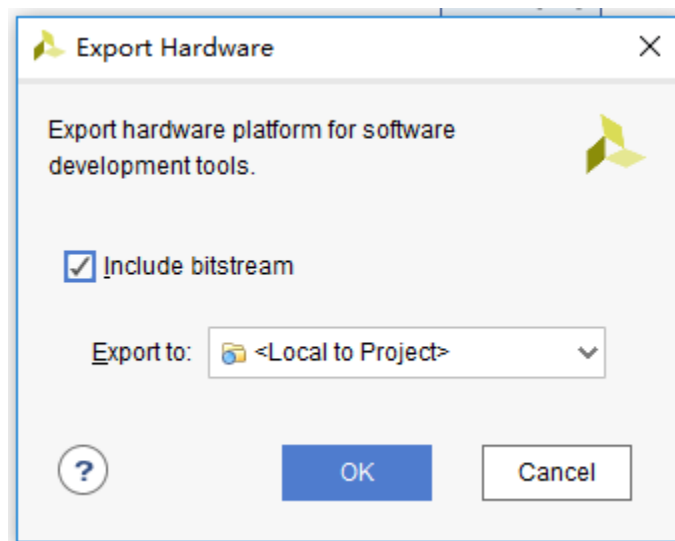 Export Hardware
Export hardware platform for software
development tools.
Include bitstream
Export to: <Local to Project>
?
OK Cancel